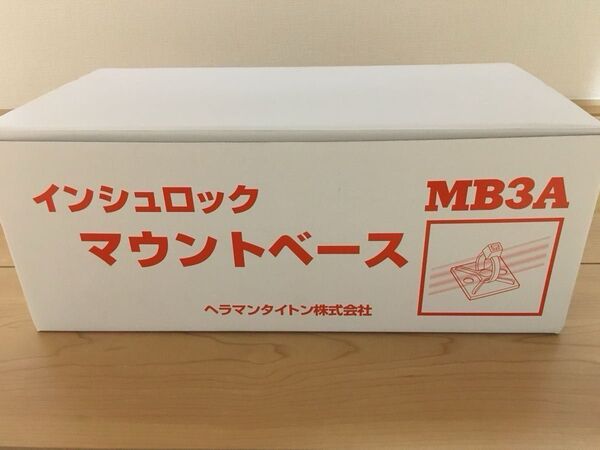 インシュロック
MB3A
マウントベース
ヘラマンタイトン株式会社